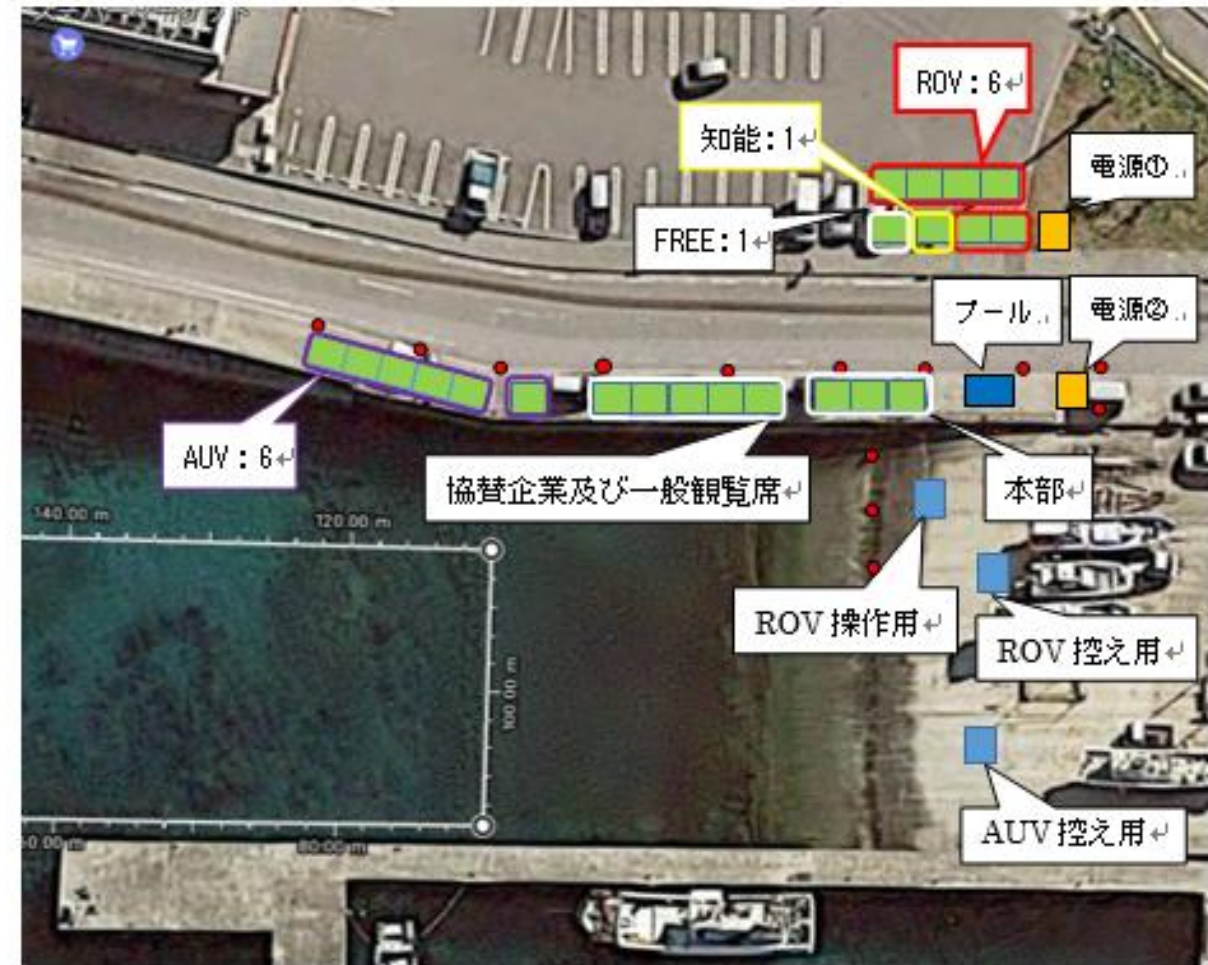 ROV：6↵
知能：1↵
電源①
FREE：1↵
プール
電源②
AUV：6↵
協賛企業及び一般観覧席↵
本部↵
140.00 m
120.00 m
ROV 操作用↵
ROV 控え用↵
100.00 m
AUV 控え用↵
80.00 m